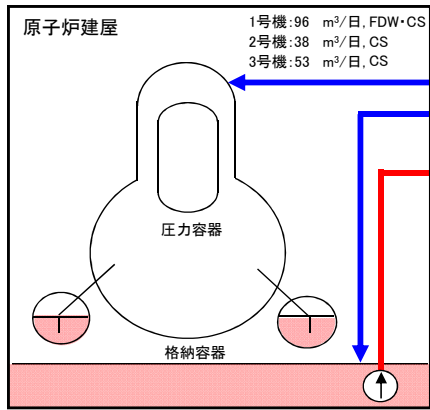 原子炉建屋
1号機:96 m³/日, FDW・CS
2号機:38 m³/日, CS
3号機:53 m³/日, CS
圧力容器
格納容器